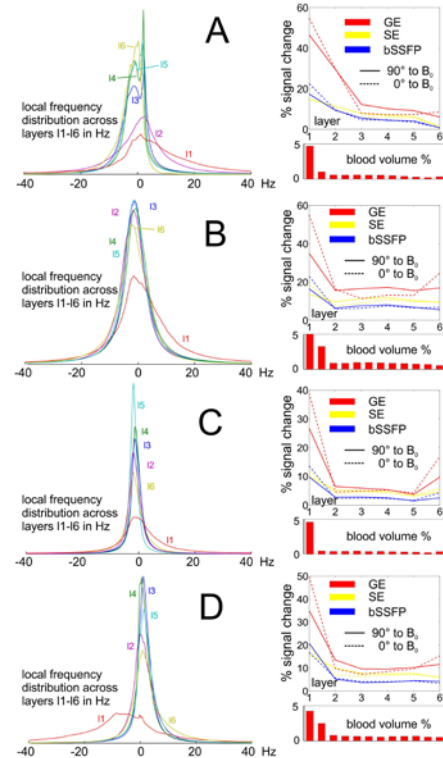 A
l6
l5
l4
l3
l2
l1
local frequency
distribution across
layers l1-l6 in Hz
-40 -20 0 20 40 Hz
% signal change
60
50
40
30
20
10
0
GE
SE
bSSFP
90° to B₀
0° to B₀
layer
1 2 3 4 5 6
5
0
blood volume %
B
l3
l2
l4
l6
l5
l1
local frequency
distribution across
layers l1-l6 in Hz
-40 -20 0 20 40 Hz
% signal change
60
40
20
0
GE
SE
bSSFP
90° to B₀
0° to B₀
layer
1 2 3 4 5 6
5
0
blood volume %
C
l5
l4
l3
l2
l6
l1
local frequency
distribution across
layers l1-l6 in Hz
-40 -20 0 20 40 Hz
% signal change
40
30
20
10
0
GE
SE
bSSFP
90° to B₀
0° to B₀
layer
1 2 3 4 5 6
5
0
blood volume %
D
l4
l3
l5
l2
l1
l6
local frequency
distribution across
layers l1-l6 in Hz
-40 -20 0 20 40 Hz
% signal change
50
40
30
20
10
0
GE
SE
bSSFP
90° to B₀
0° to B₀
layer
1 2 3 4 5 6
5
0
blood volume %